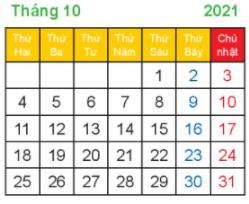 Tháng 10 2021
Thứ Hai Thứ Ba Thứ Tư Thứ Năm Thứ Sáu Thứ Bảy Chủ nhật
1 2 3
4 5 6 7 8 9 10
11 12 13 14 15 16 17
18 19 20 21 22 23 24
25 26 27 28 29 30 31